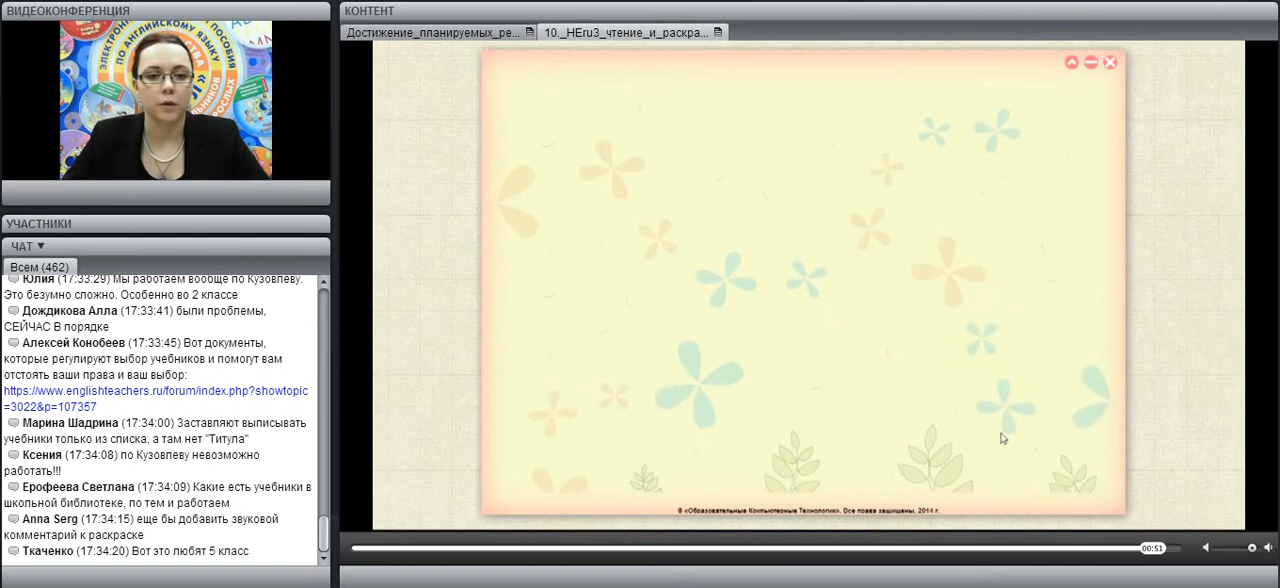 ВИДЕОКОНФЕРЕНЦИЯ
ЭЛЕКТРОННЫЕ ПОСОБИЯ
ПО АНГЛИЙСКОМУ ЯЗЫКУ
УЧАСТНИКИ
ЧАТ ▼
Всем (462)
Юлия (17:33:29) Мы работаем вообще по Кузовлеву.
Это безумно сложно. Особенно во 2 классе
Дождикова Алла (17:33:41) были проблемы,
СЕЙЧАС В порядке
Алексей Конобеев (17:33:45) Вот документы,
которые регулируют выбор учебников и помогут вам
отстоять ваши права и ваш выбор:
https://www.englishteachers.ru/forum/index.php?showtopic
=3022&p=107357
Марина Шадрина (17:34:00) Заставляют выписывать
учебники только из списка, а там нет "Титула"
Ксения (17:34:08) по Кузовлеву невозможно
работать!!!
Ерофеева Светлана (17:34:09) Какие есть учебники в
школьной библиотеке, по тем и работаем
Anna Serg (17:34:15) еще бы добавить звуковой
комментарий к раскраске
Ткаченко (17:34:20) Вот это любят 5 класс
КОНТЕНТ
Достижение_планируемых_ре...
10._HEru3_чтение_и_раскра...
© «Образовательные Компьютерные Технологии». Все права защищены. 2014 г.
00:51